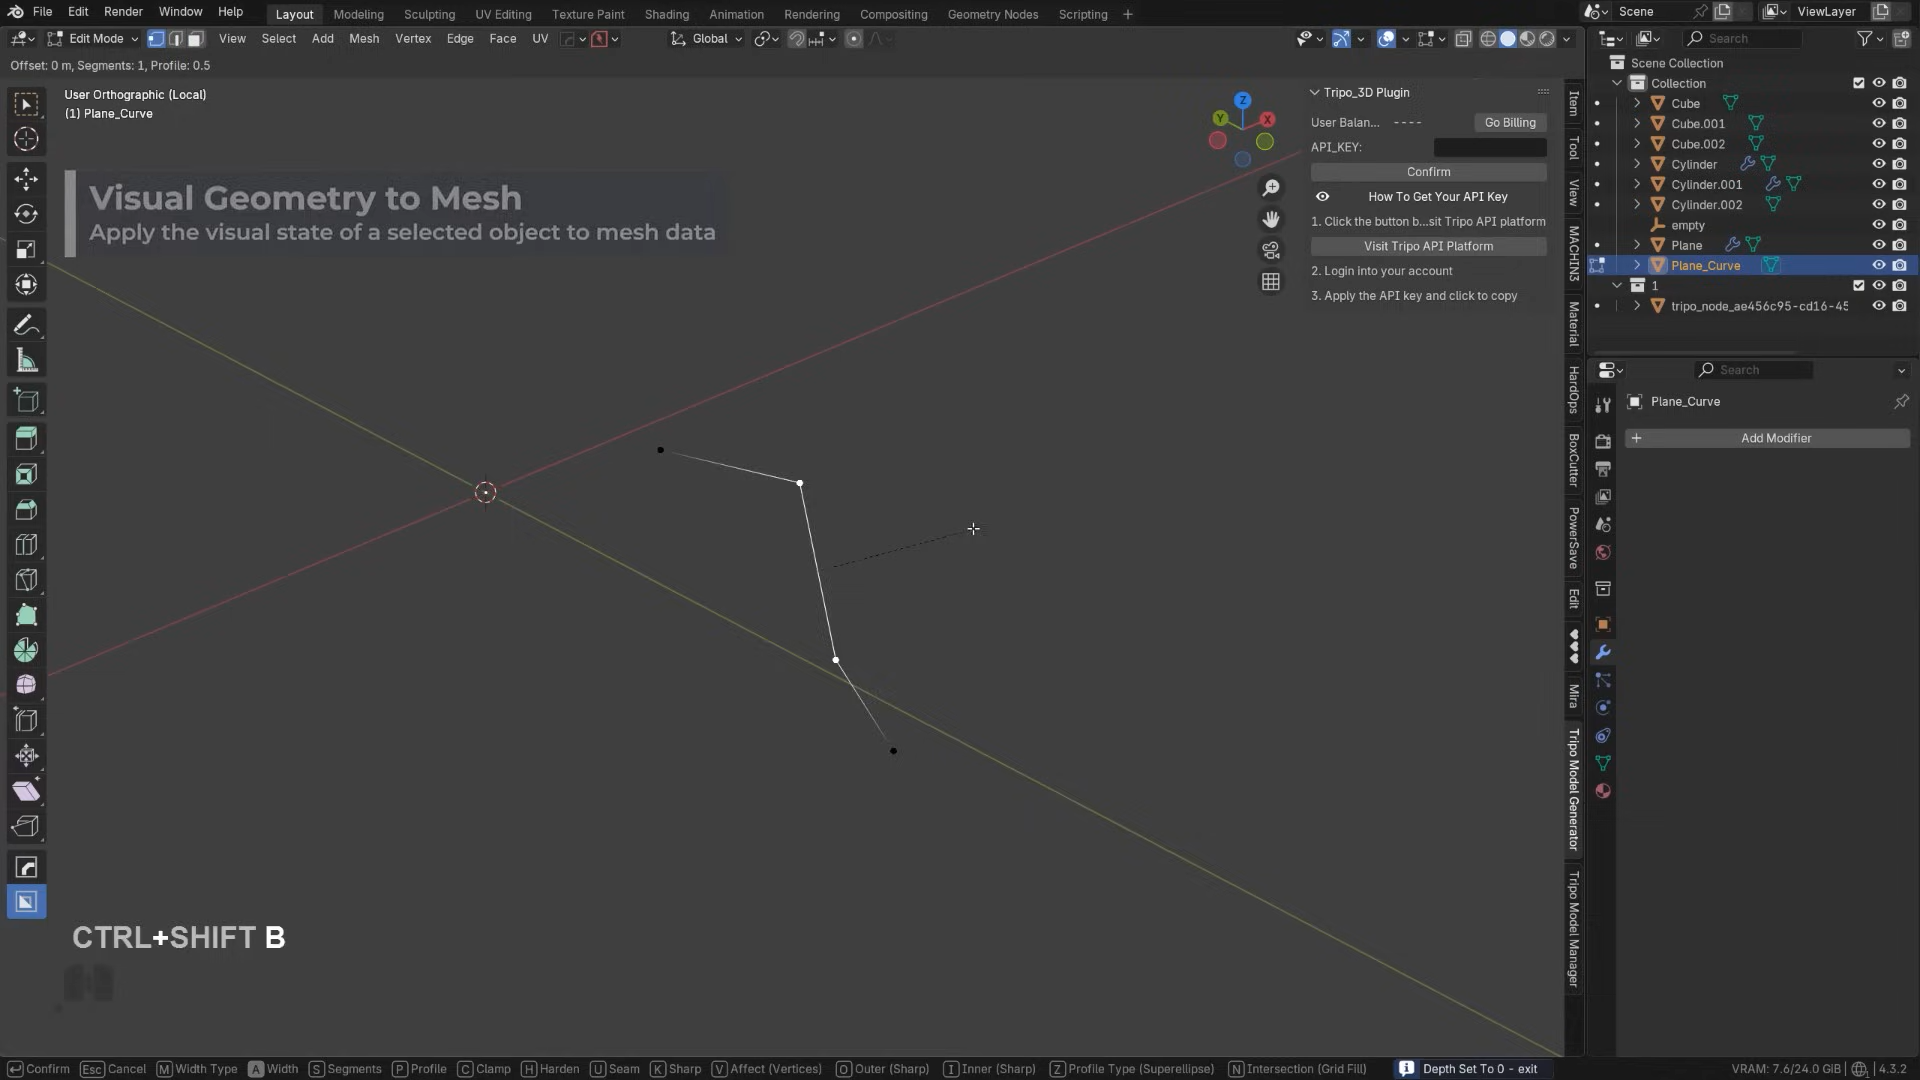 File Edit Render Window Help
Layout Modeling Sculpting UV Editing Texture Paint Shading Animation Rendering Compositing Geometry Nodes Scripting +
Scene ViewLayer
Edit Mode View Select Add Mesh Vertex Edge Face UV Global
Search
Offset: 0 m, Segments: 1, Profile: 0.5
User Orthographic (Local)
(1) Plane_Curve
Visual Geometry to Mesh
Apply the visual state of a selected object to mesh data
Z
Y
X
Tripo_3D Plugin
User Balan... ---- Go Billing
API_KEY:
Confirm
How To Get Your API Key
1. Click the button b...sit Tripo API platform
Visit Tripo API Platform
2. Login into your account
3. Apply the API key and click to copy
Item
Tool
View
MACHIN3
Material
HardOps
BoxCutter
PowerSave
Edit
Mira
Tripo Model Generator
Tripo Model Manager
Scene Collection
Collection
Cube
Cube.001
Cube.002
Cylinder
Cylinder.001
Cylinder.002
empty
Plane
Plane_Curve
1
tripo_node_ae456c95-cd16-45
Search
Plane_Curve
+ Add Modifier
CTRL+SHIFT B
Confirm Esc Cancel M Width Type A Width S Segments P Profile C Clamp H Harden U Seam K Sharp V Affect (Vertices) O Outer (Sharp) I Inner (Sharp) Z Profile Type (Superellipse) N Intersection (Grid Fill) Depth Set To 0 - exit VRAM: 7.6/24.0 GiB 4.3.2